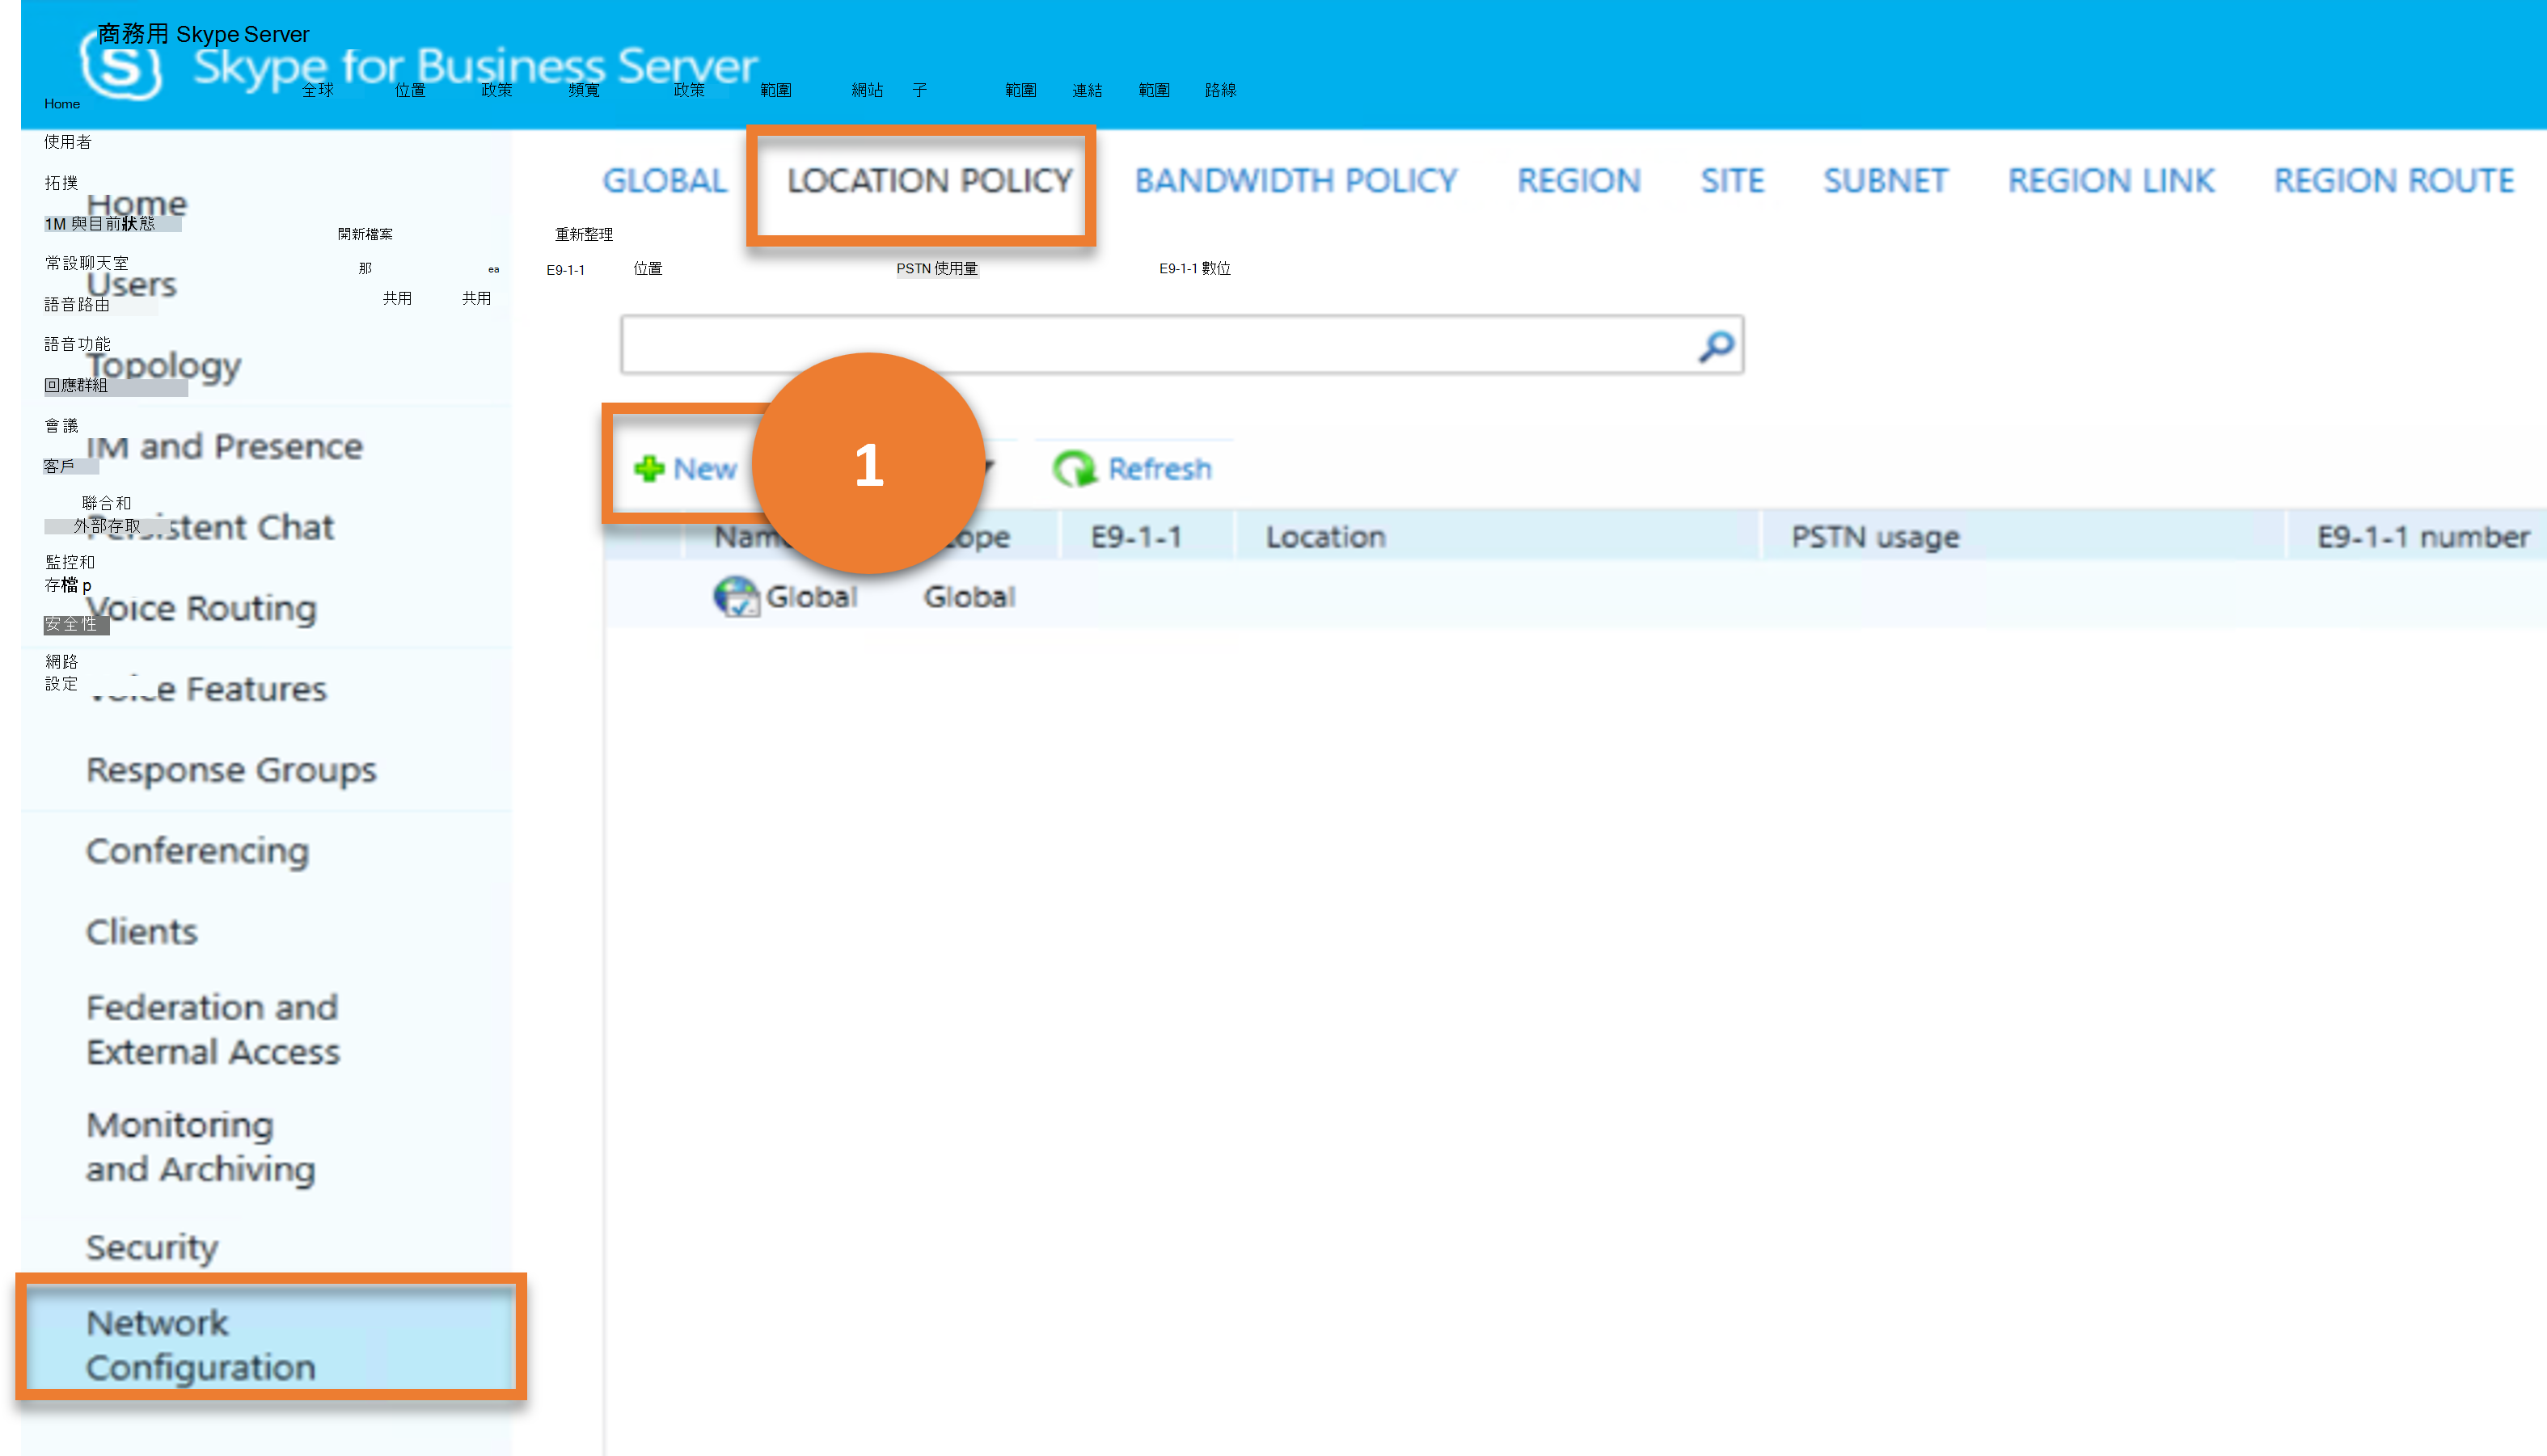 商務用 Skype Server
Skype for Business Server
全球 位置 政策 頻寬 政策 範圍 網站 子 範圍 連結 範圍 路線
Home
使用者
拓撲
1M 與目前狀態
常設聊天室
語音路由
語音功能
回應群組
會議
客戶
聯合和
外部存取
監控和
存檔 p
安全性
網路
設定
開新檔案 重新整理
那 ea E9-1-1 位置 PSTN 使用量 E9-1-1 數位
共用 共用
GLOBAL LOCATION POLICY BANDWIDTH POLICY REGION SITE SUBNET REGION LINK REGION ROUTE
Home
Users
Topology
IM and Presence
stent Chat
Voice Routing
Features
Response Groups
Conferencing
Clients
Federation and
External Access
Monitoring
and Archiving
Security
Network
Configuration
New 1 Refresh
E9-1-1 Location PSTN usage E9-1-1 number
Global Global